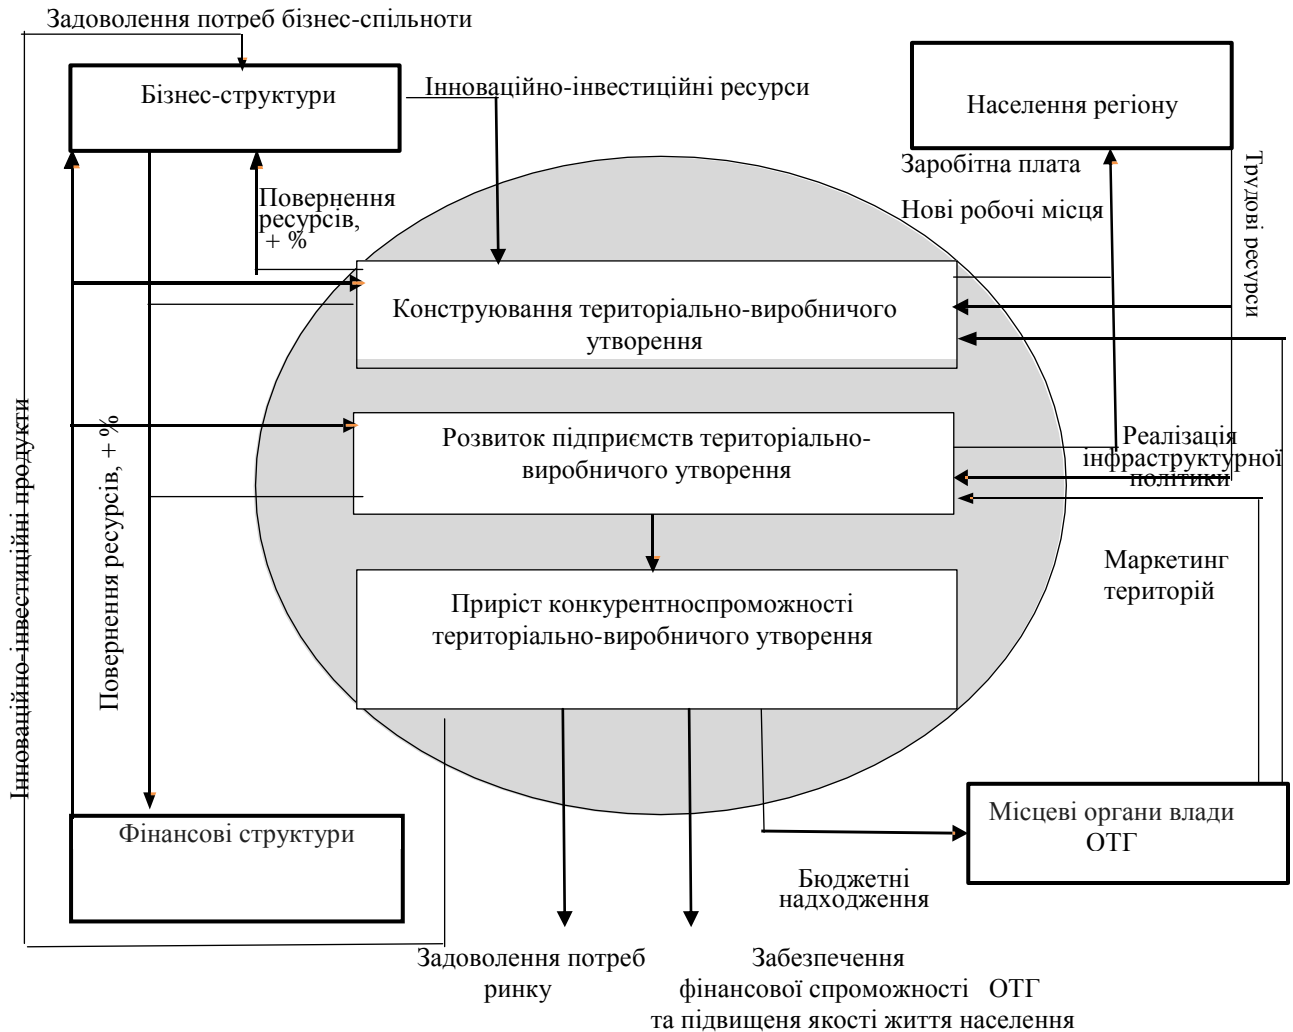 Задоволення потреб бізнес-спільноти
Бізнес-структури
Інноваційно-інвестиційні ресурси
Населення регіону
Заробітна плата
Нові робочі місця
Трудові ресурси
Повернення
ресурсів,
+ %
Конструювання територіально-виробничого
утворення
Розвиток підприємств територіально-
виробничого утворення
Реалізація
інфраструктурної
політики
Маркетинг
територій
Приріст конкурентноспроможності
територіально-виробничого утворення
Інноваційно-інвестиційні продукти
Повернення ресурсів, + %
Фінансові структури
Місцеві органи влади
ОТГ
Бюджетні
надходження
Задоволення потреб
ринку
Забезпечення
фінансової спроможності ОТГ
та підвищеня якості життя населення